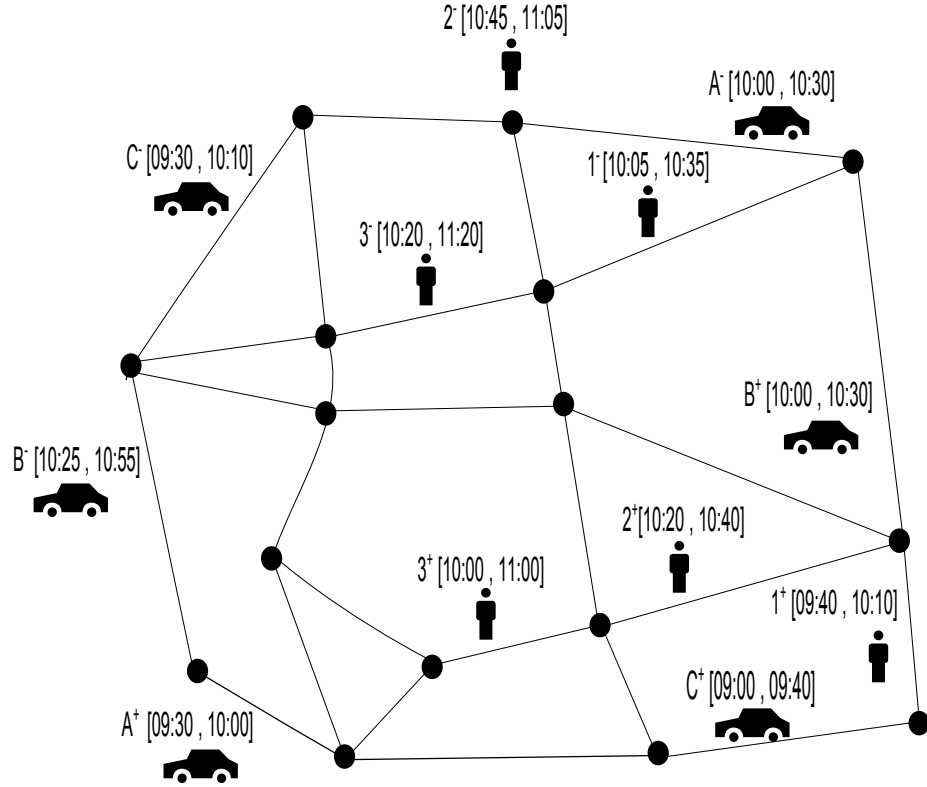 2⁻ [10:45 , 11:05]
A⁻ [10:00 , 10:30]
C⁻ [09:30 , 10:10]
1⁻ [10:05 , 10:35]
3⁻ [10:20 , 11:20]
B⁺ [10:00 , 10:30]
B⁻ [10:25 , 10:55]
2⁺ [10:20 , 10:40]
3⁺ [10:00 , 11:00]
1⁺ [09:40 , 10:10]
C⁺ [09:00 , 09:40]
A⁺ [09:30 , 10:00]